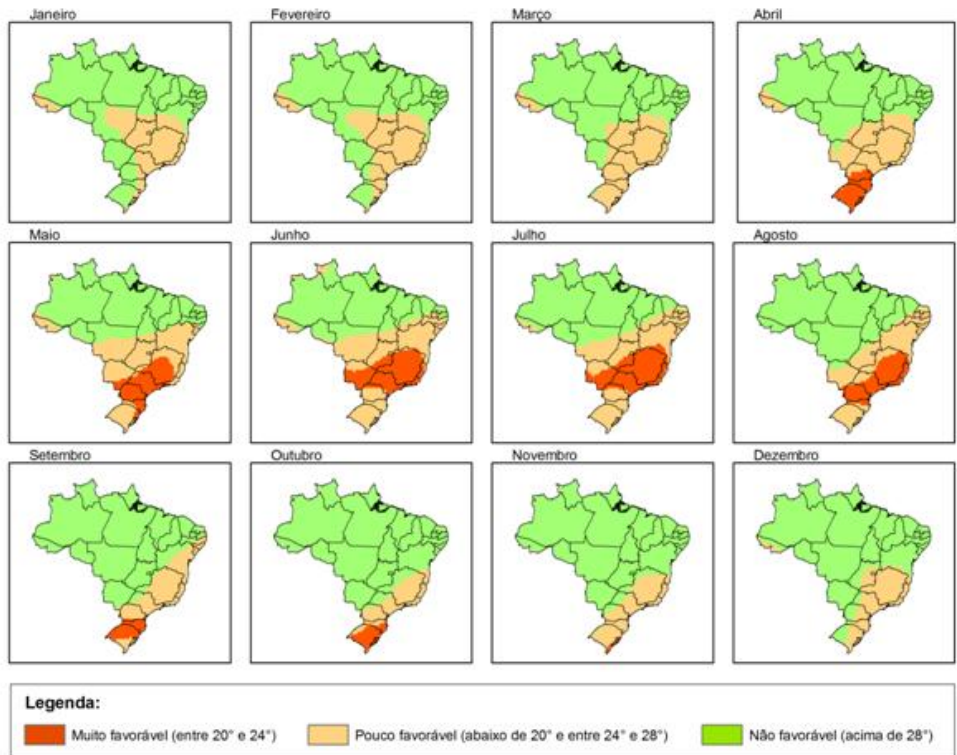 Janeiro
Fevereiro
Março
Abril
Maio
Junho
Julho
Agosto
Setembro
Outubro
Novembro
Dezembro
Legenda:
Muito favorável (entre 20° e 24°)
Pouco favorável (abaixo de 20° e entre 24° e 28°)
Não favorável (acima de 28°)